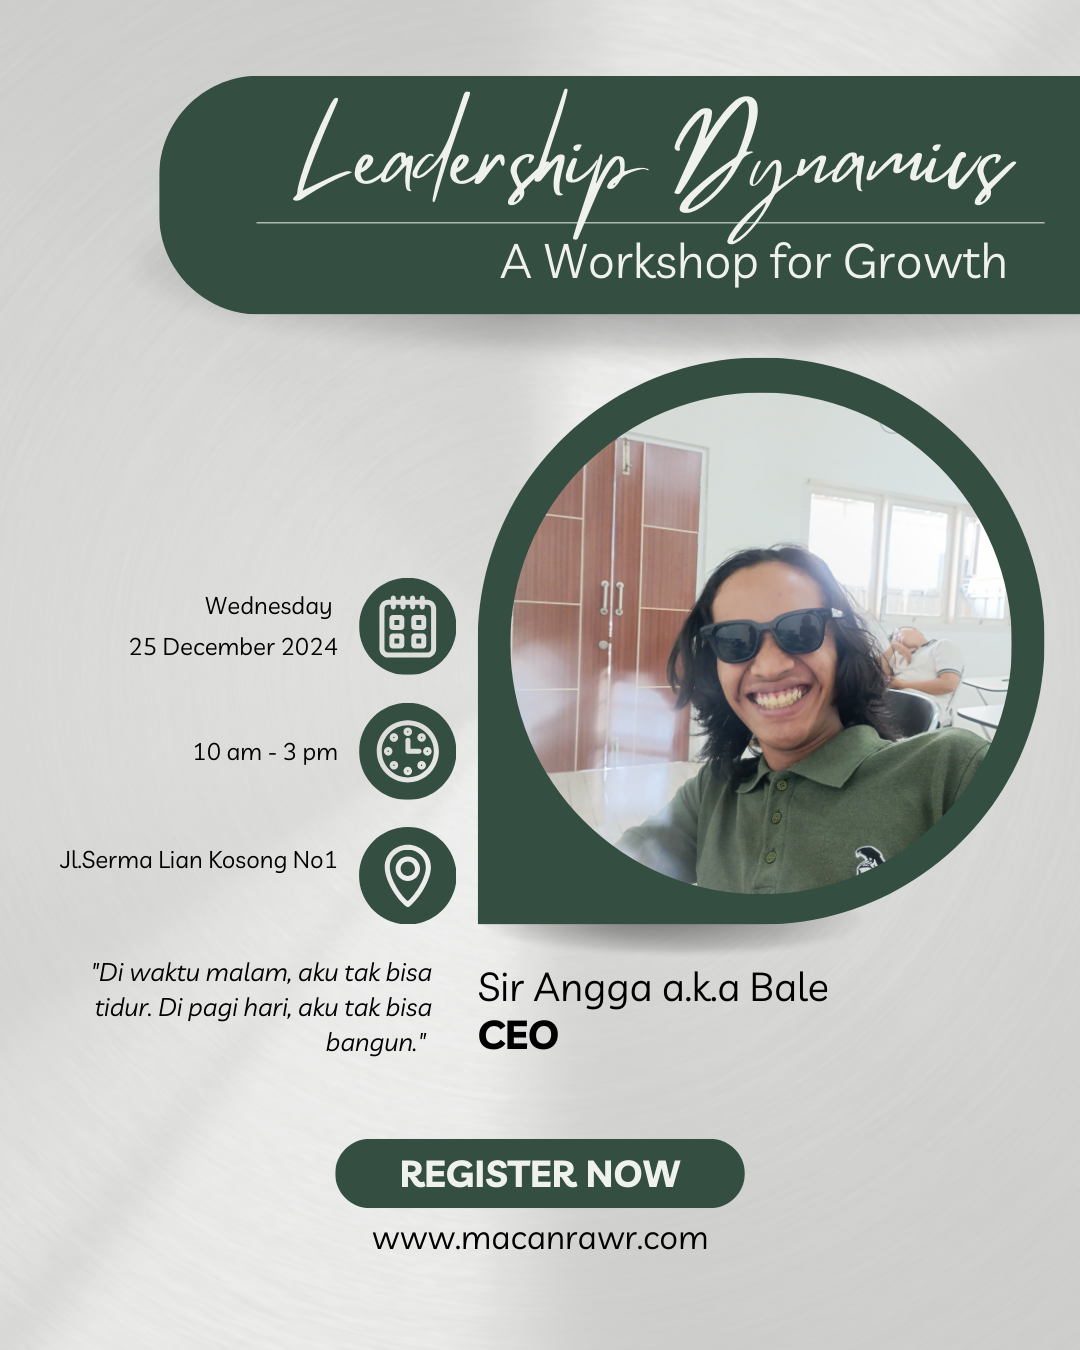 Leadership Dynamics
A Workshop for Growth
Wednesday
25 December 2024
10 am - 3 pm
Jl.Serma Lian Kosong No1
"Di waktu malam, aku tak bisa
tidur. Di pagi hari, aku tak bisa
bangun."
Sir Angga a.k.a Bale
CEO
REGISTER NOW
www.macanrawr.com